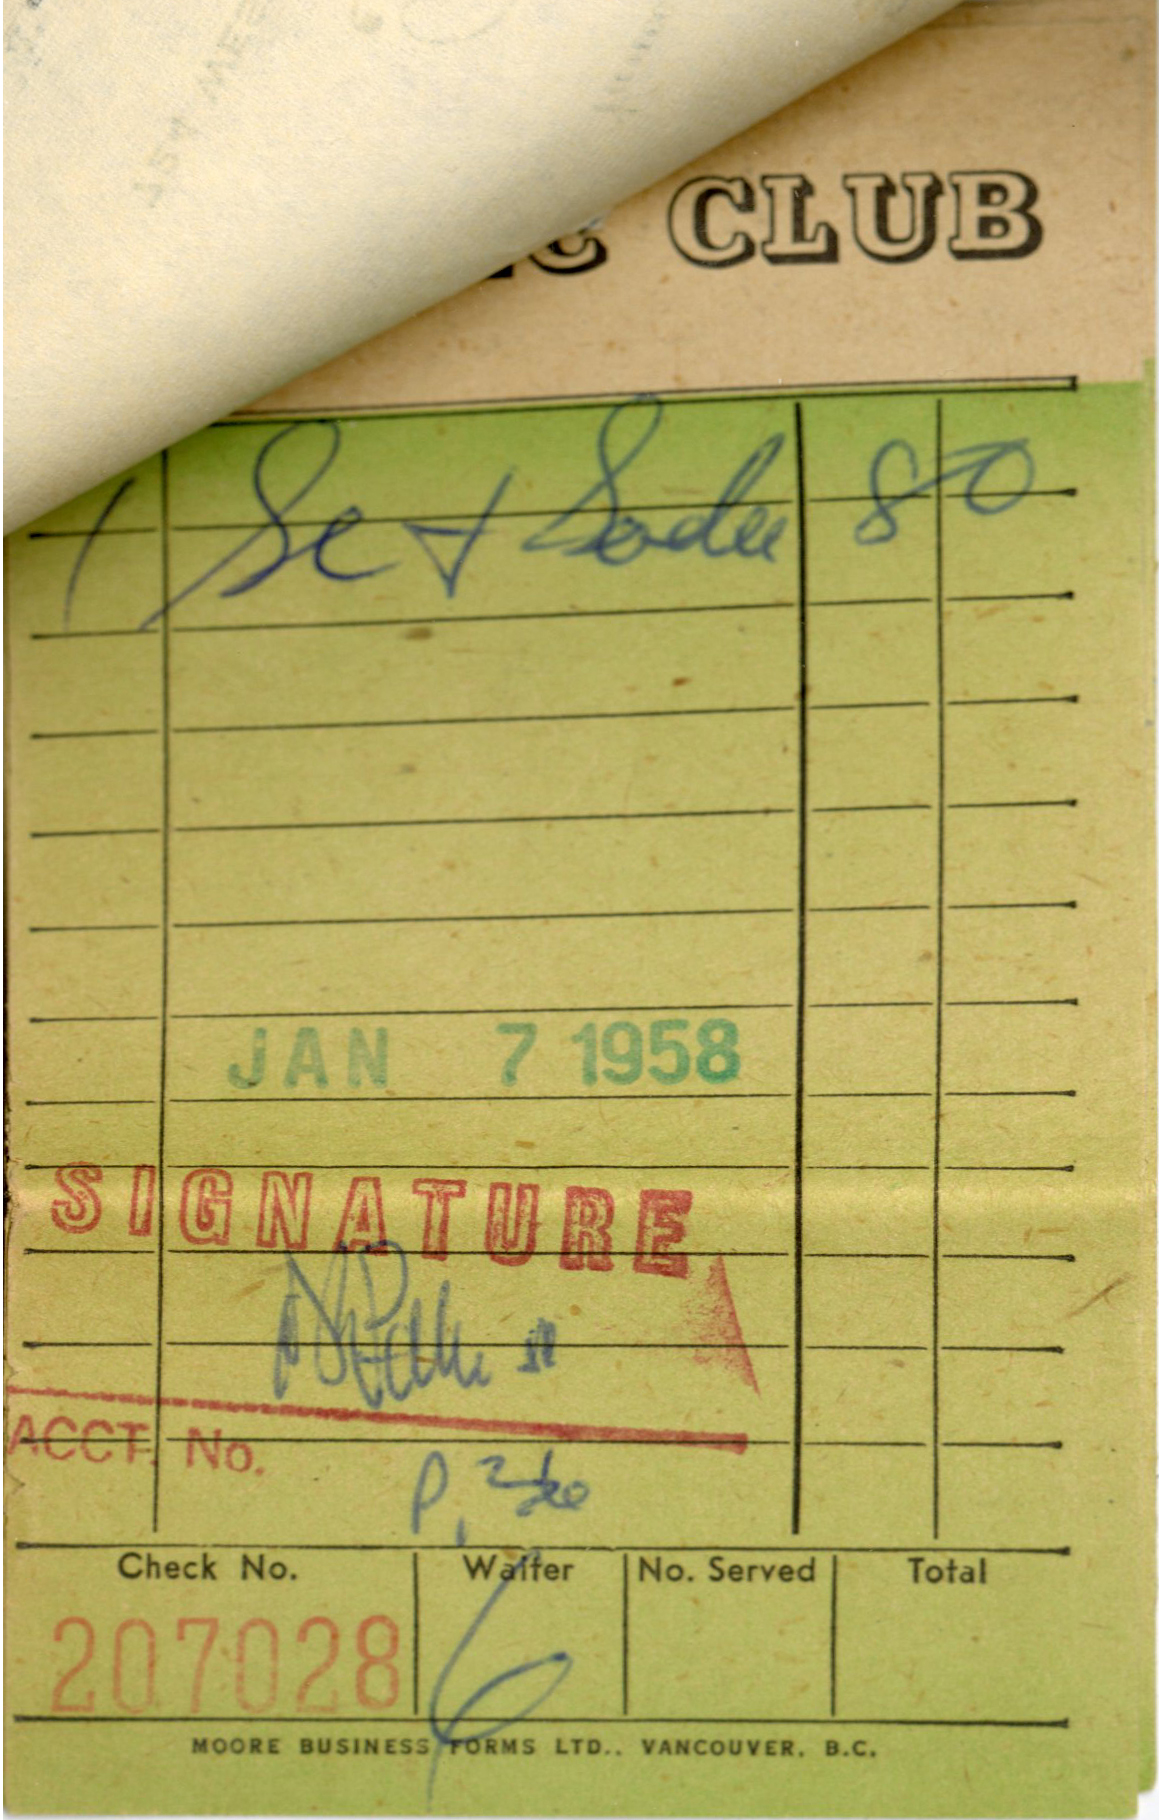 CLUB
1 Sc & Soda 80
JAN 7 1958
SIGNATURE
ACCT. No.
Check No. Waiter No. Served Total
207028 6
MOORE BUSINESS FORMS LTD., VANCOUVER, B.C.